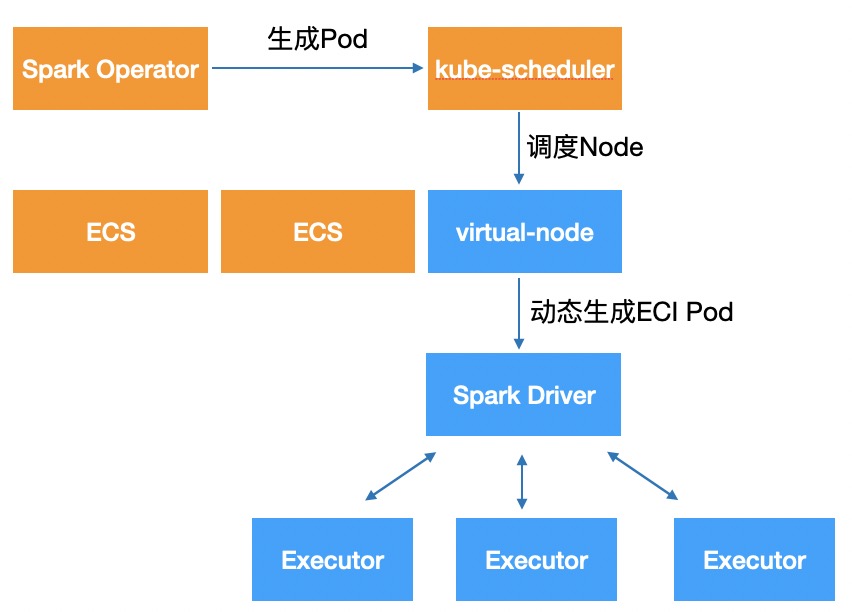 生成Pod
Spark Operator
kube-scheduler
调度Node
ECS
ECS
virtual-node
动态生成ECI Pod
Spark Driver
Executor
Executor
Executor